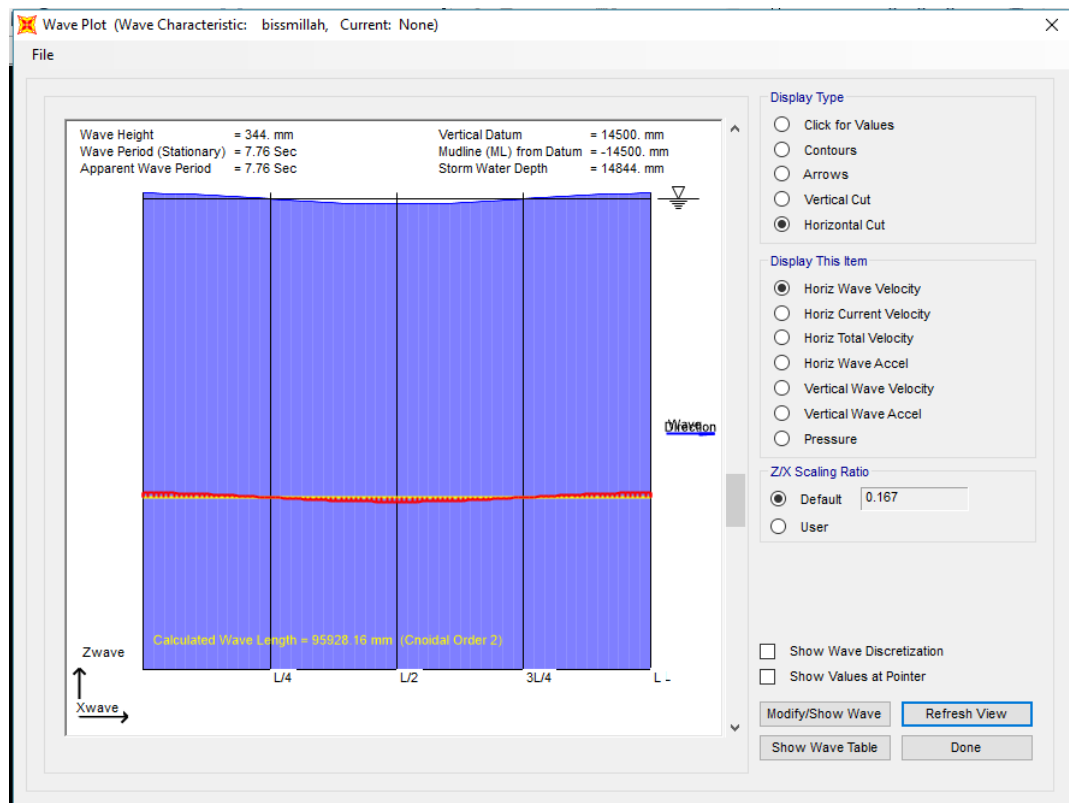 Wave Plot (Wave Characteristic: bissmillah, Current: None)
File
Wave Height = 344. mm
Wave Period (Stationary) = 7.76 Sec
Apparent Wave Period = 7.76 Sec
Vertical Datum = 14500. mm
Mudline (ML) from Datum = -14500. mm
Storm Water Depth = 14844. mm
Wave
Direction
Calculated Wave Length = 95928.16 mm (Cnoidal Order 2)
Zwave
Xwave
L/4 L/2 3L/4 L -
Display Type
Click for Values
Contours
Arrows
Vertical Cut
Horizontal Cut
Display This Item
Horiz Wave Velocity
Horiz Current Velocity
Horiz Total Velocity
Horiz Wave Accel
Vertical Wave Velocity
Vertical Wave Accel
Pressure
Z/X Scaling Ratio
Default 0.167
User
Show Wave Discretization
Show Values at Pointer
Modify/Show Wave Refresh View
Show Wave Table Done